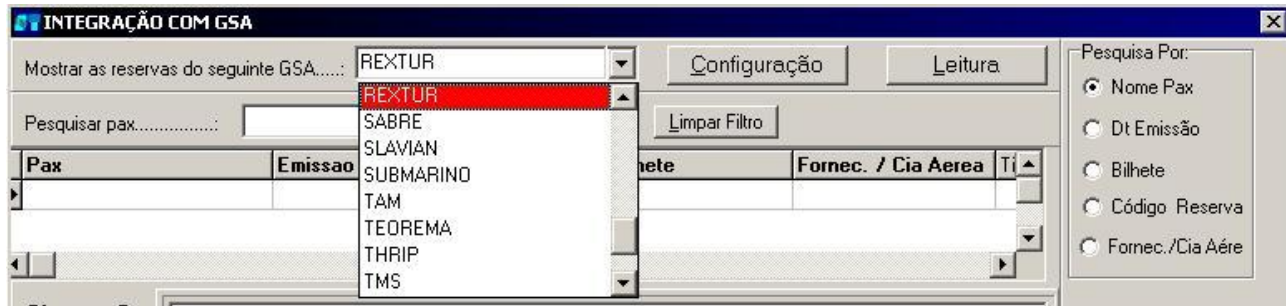 INTEGRAÇÃO COM GSA
Mostrar as reservas do seguinte GSA.....: REXTUR
Configuração
Leitura
Pesquisar pax...............:
Limpar Filtro
REXTUR
SABRE
SLAVIAN
SUBMARINO
TAM
TEOREMA
THRIP
TMS
Pax Emissao hete Fornec. / Cia Aerea Ti
Pesquisa Por:
Nome Pax
Dt Emissão
Bilhete
Código Reserva
Fornec./Cia Aére